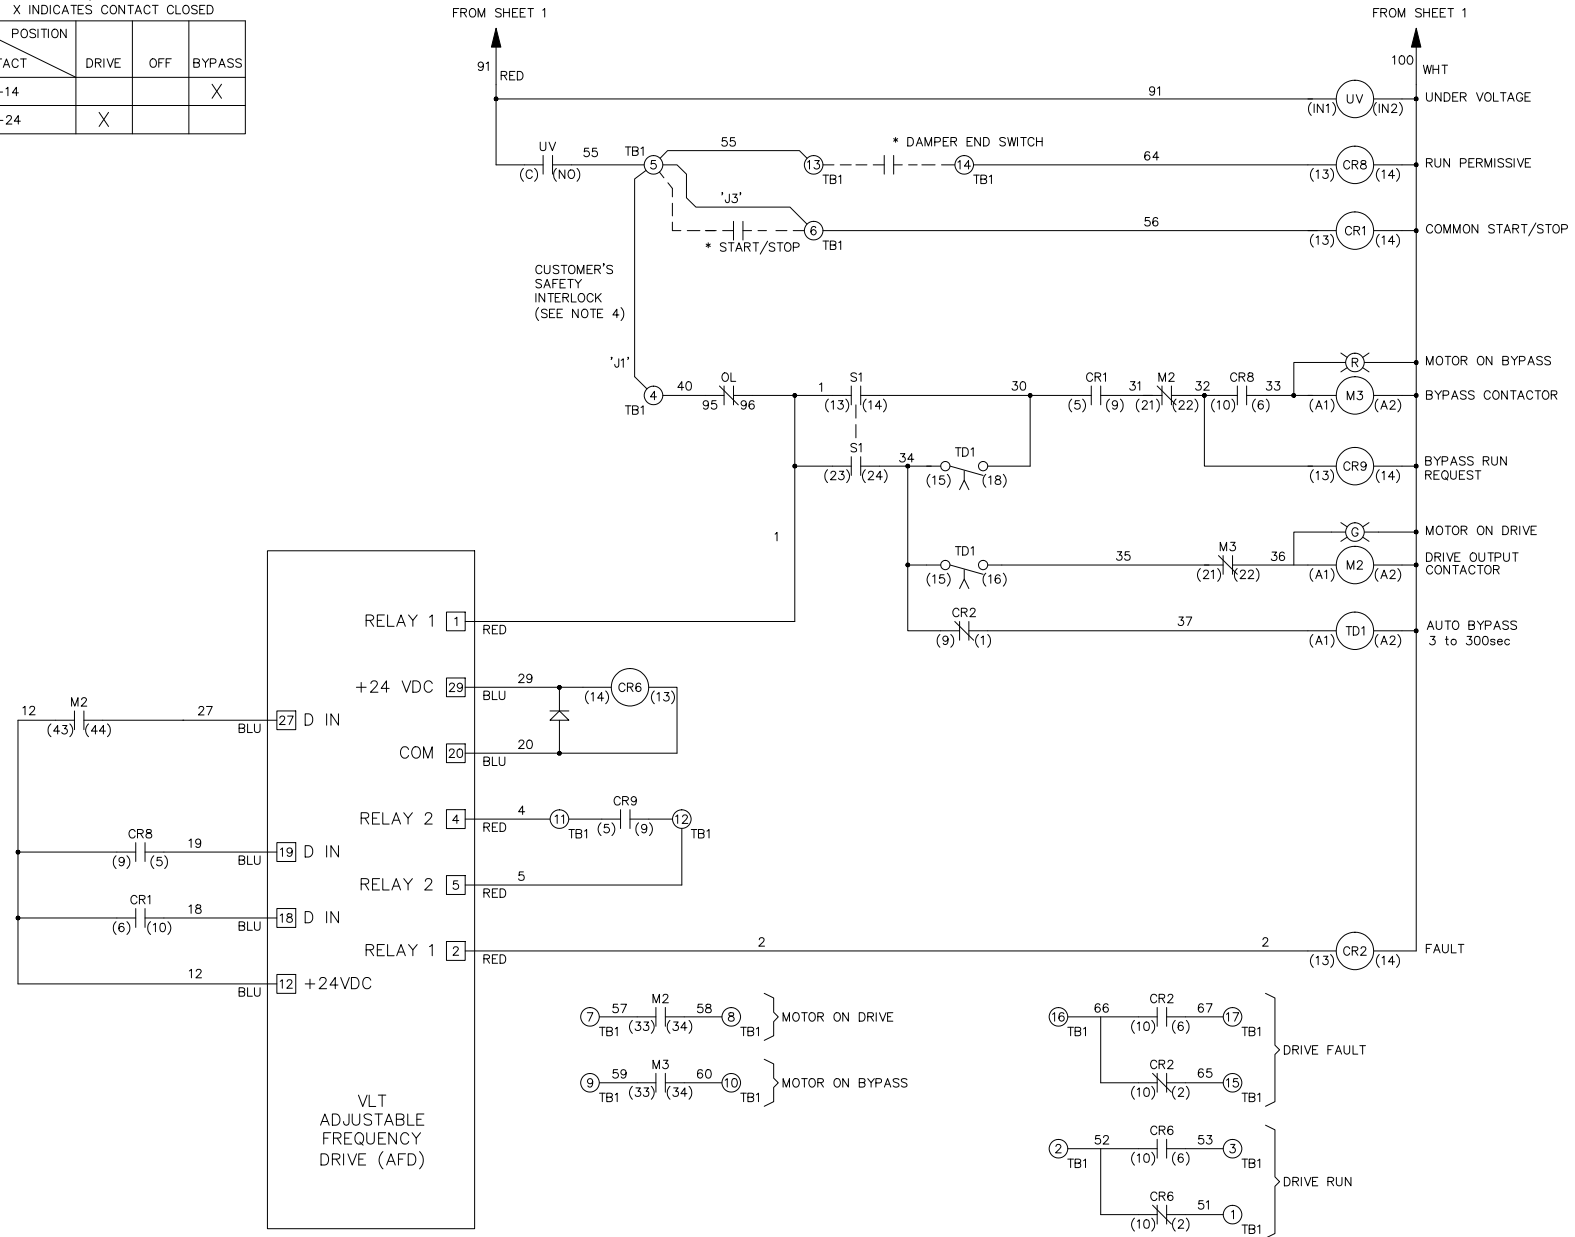 X INDICATES CONTACT CLOSED
POSITION
DRIVE OFF BYPASS
-14 X
-24 X
FROM SHEET 1
FROM SHEET 1
91 RED
100 WHT
91
(IN1) UV (IN2) UNDER VOLTAGE
UV
(C) (NO)
55
TB1 5
55
13 TB1
* DAMPER END SWITCH
14 TB1
64
(13) CR8 (14) RUN PERMISSIVE
'J3'
* START/STOP
6 TB1
56
(13) CR1 (14) COMMON START/STOP
CUSTOMER'S
SAFETY
INTERLOCK
(SEE NOTE 4)
'J1'
R MOTOR ON BYPASS
TB1 4
40
OL
95 96
1
S1
(13) (14)
30
CR1
(5) (9)
31
M2
(21) (22)
32
CR8
(10) (6)
33
(A1) M3 (A2) BYPASS CONTACTOR
S1
(23) (24)
34
TD1
(15) (18)
(13) CR9 (14) BYPASS RUN
REQUEST
1
G MOTOR ON DRIVE
TD1
(15) (16)
35
M3
(21) (22)
36
(A1) M2 (A2) DRIVE OUTPUT
CONTACTOR
CR2
(9) (1)
37
(A1) TD1 (A2) AUTO BYPASS
3 to 300sec
RELAY 1 1 RED
+24 VDC 29 BLU 29
(14) CR6 (13)
12
M2
(43) (44)
27
BLU 27 D IN
COM 20 BLU 20
RELAY 2 4 RED 4
11 TB1
CR9
(5) (9)
12 TB1
CR8
(9) (5)
19
BLU 19 D IN
RELAY 2 5 RED 5
CR1
(6) (10)
18
BLU 18 D IN
RELAY 1 2 RED 2
2
(13) CR2 (14) FAULT
12
BLU 12 +24VDC
7 TB1 57
M2
(33) (34)
58 8 TB1
MOTOR ON DRIVE
16 TB1 66
CR2
(10) (6)
67 17 TB1
DRIVE FAULT
9 TB1 59
M3
(33) (34)
60 10 TB1
MOTOR ON BYPASS
CR2
(10) (2)
65 15 TB1
VLT
ADJUSTABLE
FREQUENCY
DRIVE (AFD)
2 TB1 52
CR6
(10) (6)
53 3 TB1
DRIVE RUN
CR6
(10) (2)
51 1 TB1